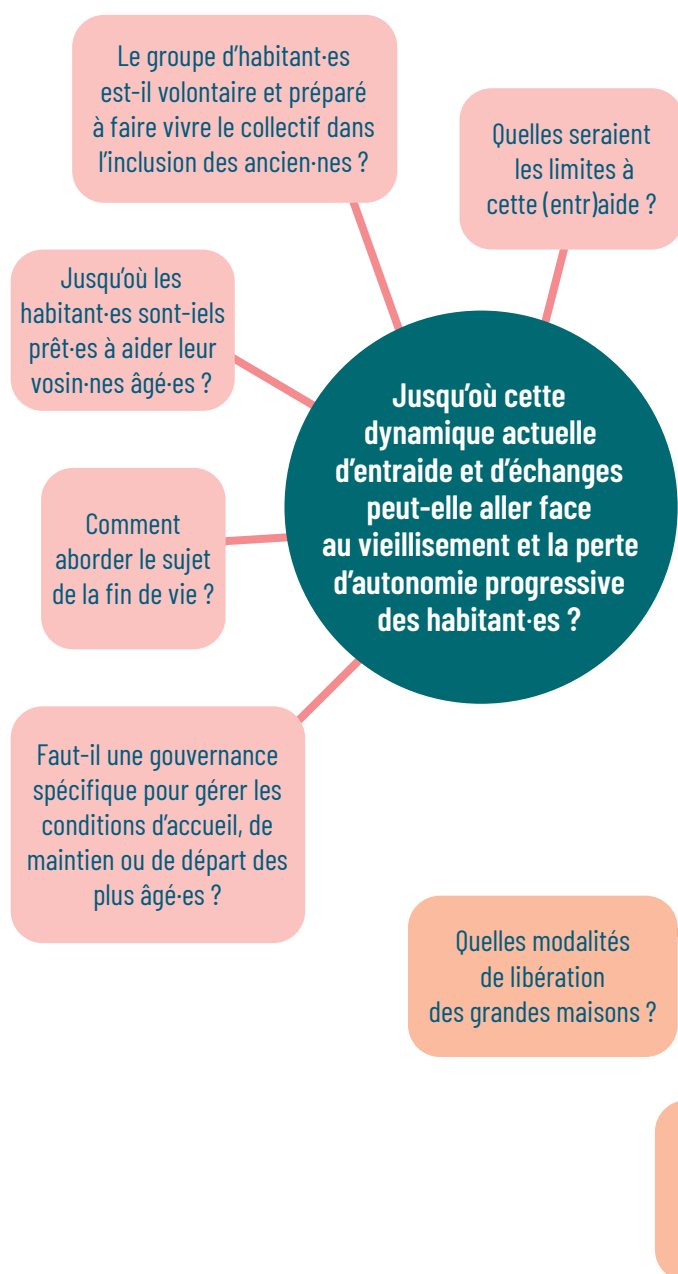 Le groupe d’habitant·es
est-il volontaire et préparé
à faire vivre le collectif dans
l’inclusion des ancien·nes ?
Quelles seraient
les limites à
cette (entr)aide ?
Jusqu’où les
habitant·es sont-iels
prêt·es à aider leur
vosin·nes âgé·es ?
Jusqu’où cette
dynamique actuelle
d’entraide et d’échanges
peut-elle aller face
au vieillisement et la perte
d’autonomie progressive
des habitant·es ?
Comment
aborder le sujet
de la fin de vie ?
Faut-il une gouvernance
spécifique pour gérer les
conditions d’accueil, de
maintien ou de départ des
plus âgé·es ?
Quelles modalités
de libération
des grandes maisons ?